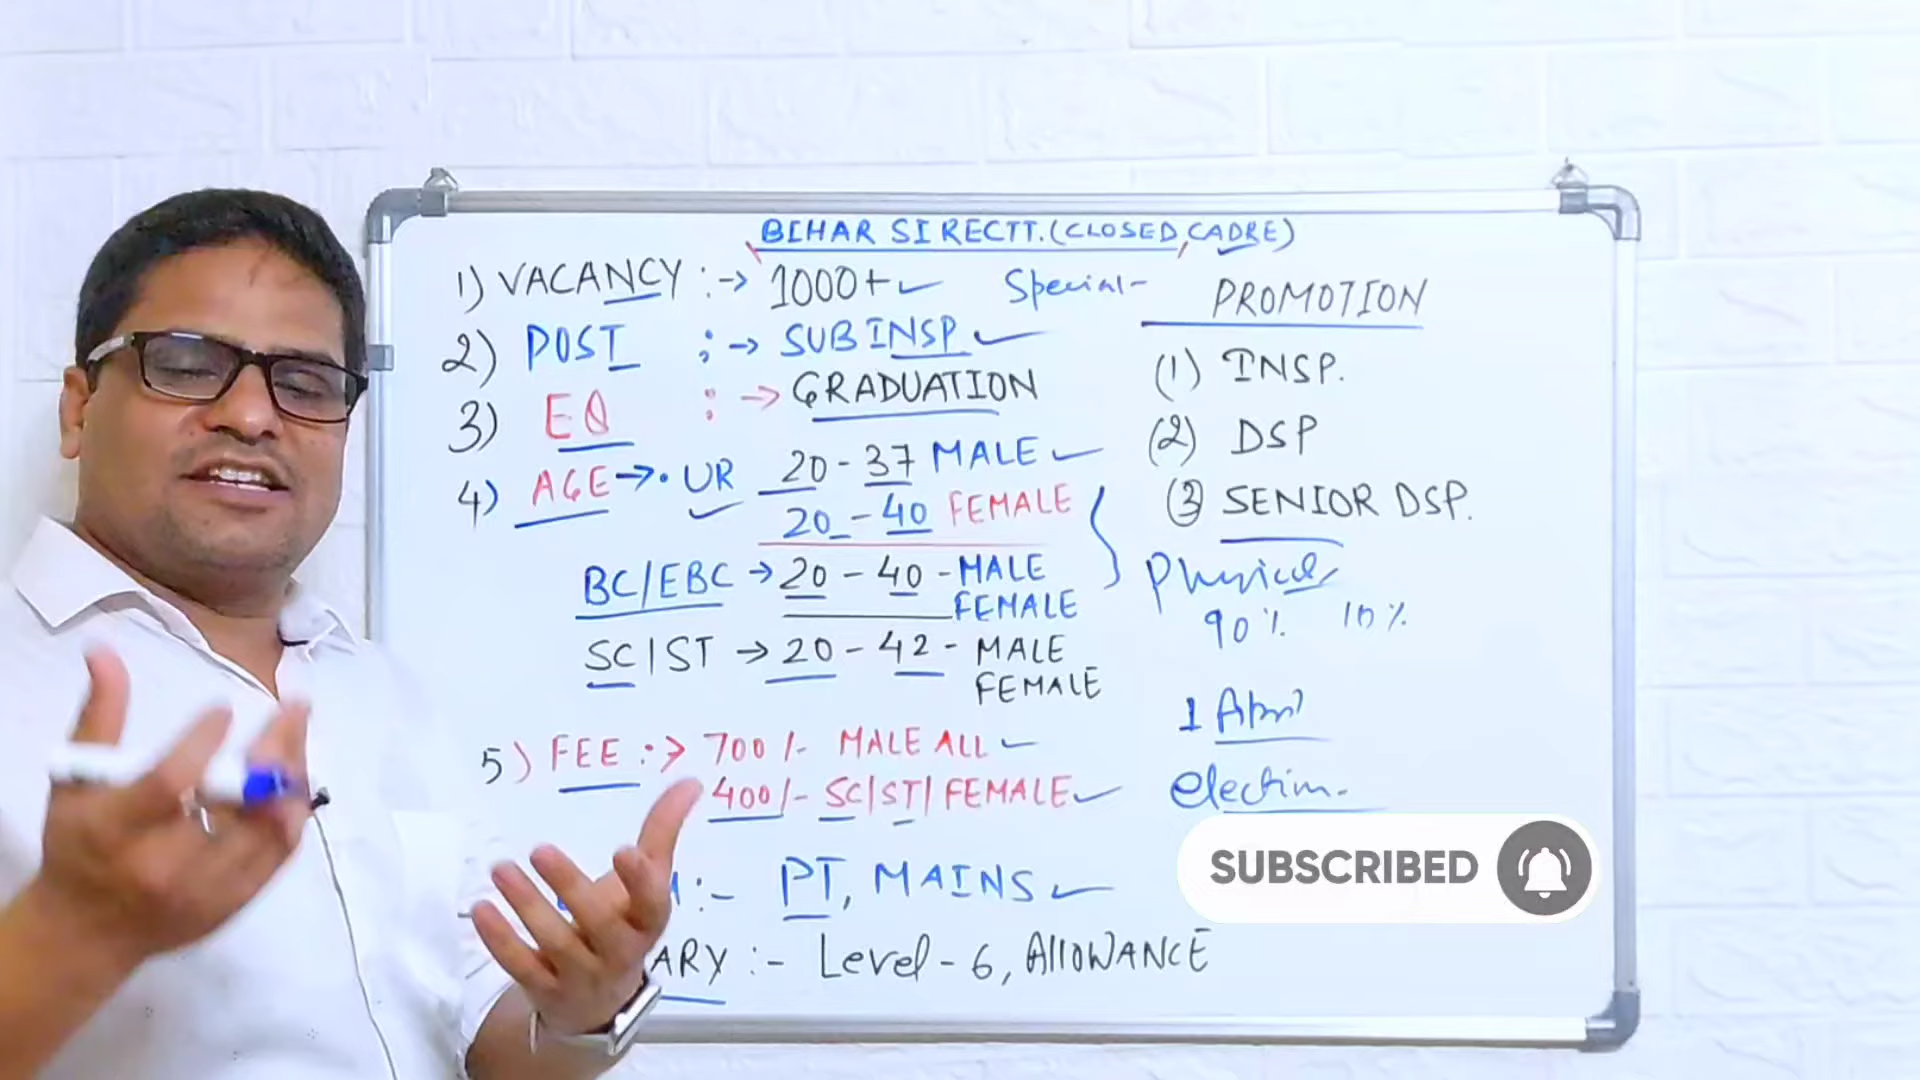 BIHAR SI RECTT. (CLOSED, CADRE)
1) VACANCY :→ 1000+ Special-
2) POST :→ SUB INSP
3) EQ :→ GRADUATION
4) AGE → • UR 20 - 37 MALE
20 - 40 FEMALE
BC/EBC → 20 - 40 - MALE
FEMALE
SC|ST → 20 - 42 - MALE
FEMALE
5) FEE :→ 700/- MALE ALL
400/- SC|ST| FEMALE
:- PT, MAINS
ARY :- Level - 6, AllOWANCE
PROMOTION
(1) INSP.
(2) DSP
(3) SENIOR DSP.
Physical
90% 10%
1 April
election.
SUBSCRIBED